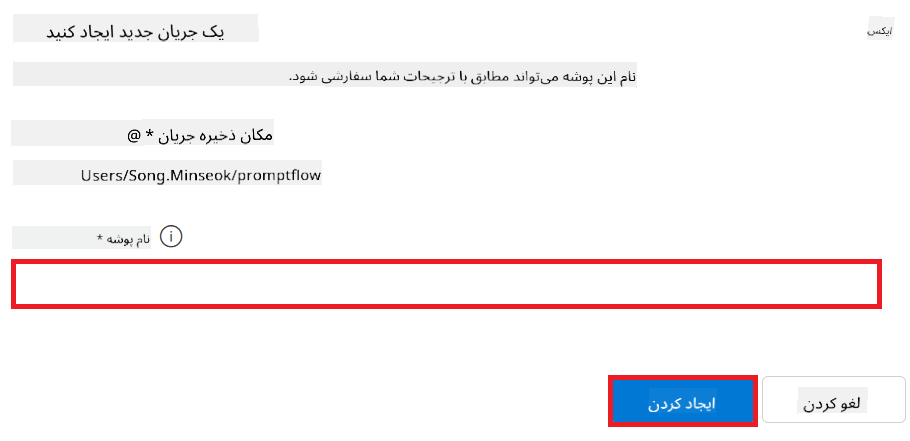 یک جریان جدید ایجاد کنید
ایکس
نام این پوشه می‌تواند مطابق با ترجیحات شما سفارشی شود.
مکان ذخیره جریان * @
Users/Song.Minseok/promptflow
نام پوشه *
ایجاد کردن
لغو کردن